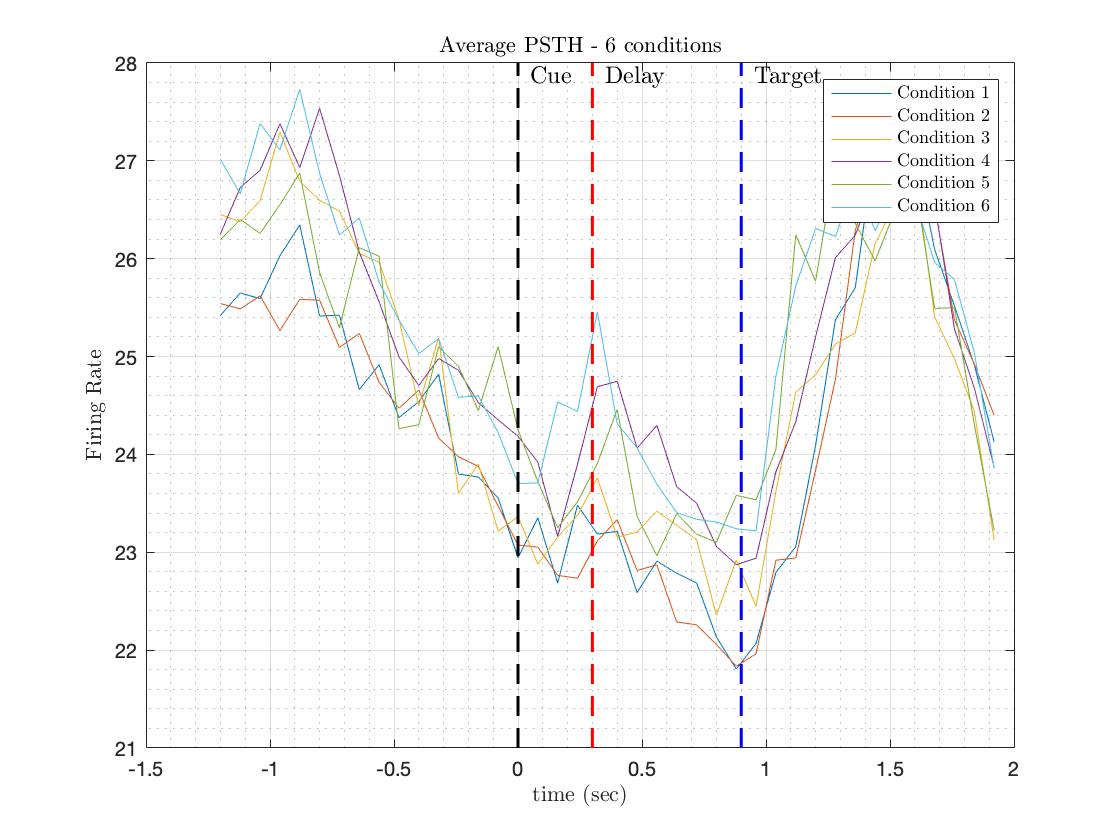 Average PSTH - 6 conditions
28
27
26
25
24
23
22
21
Firing Rate
Cue
Delay
Target
Condition 1
Condition 2
Condition 3
Condition 4
Condition 5
Condition 6
-1.5
-1
-0.5
0
0.5
1
1.5
2
time (sec)